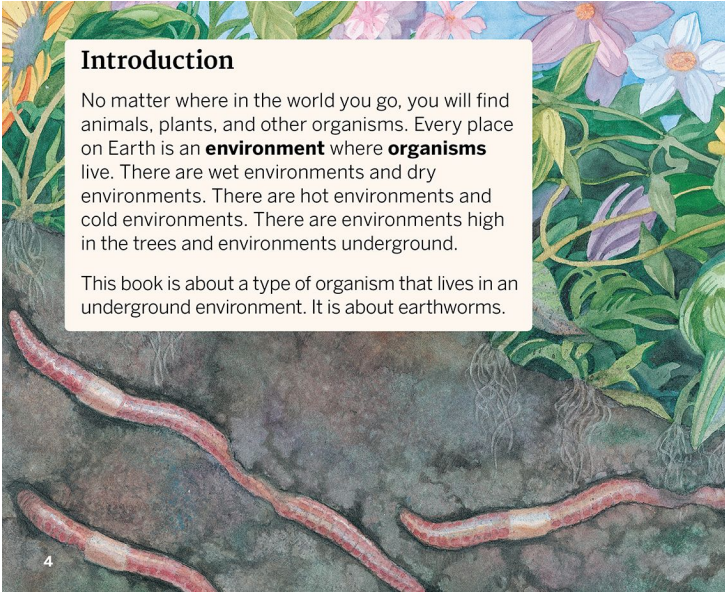 Introduction
No matter where in the world you go, you will find
animals, plants, and other organisms. Every place
on Earth is an environment where organisms
live. There are wet environments and dry
environments. There are hot environments and
cold environments. There are environments high
in the trees and environments underground.
This book is about a type of organism that lives in an
underground environment. It is about earthworms.
4